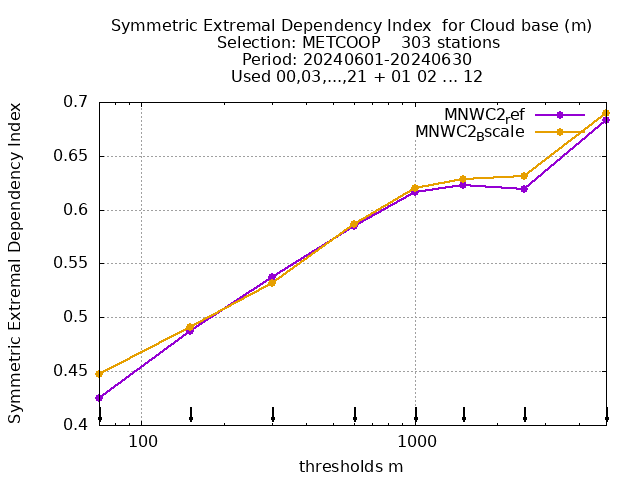 Symmetric Extremal Dependency Index  for Cloud base (m)
Selection: METCOOP    303 stations
Period: 20240601-20240630
Used 00,03,...,21 + 01 02 ... 12
Symmetric Extremal Dependency Index
0.7
0.65
0.6
0.55
0.5
0.45
0.4
MNWC2_ref
MNWC2_Bscale
100
1000
thresholds m